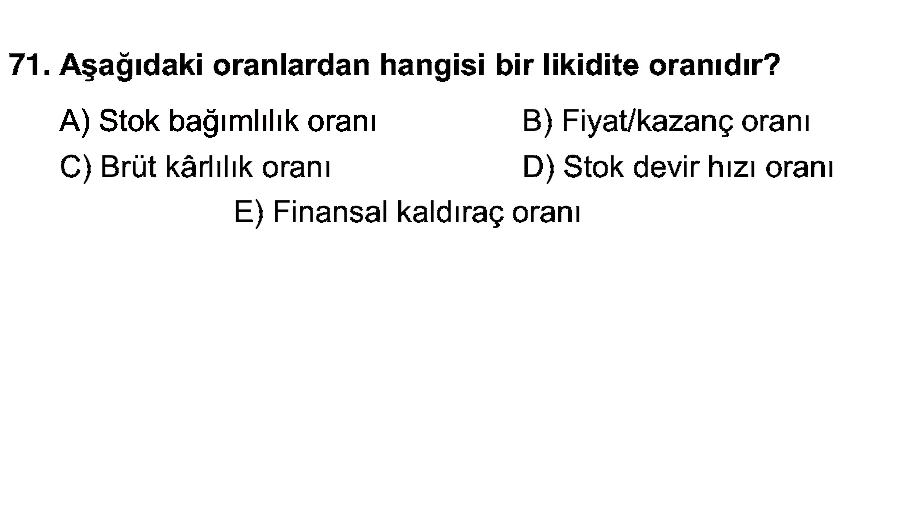 71. Aşağıdaki oranlardan hangisi bir likidite oranıdır?
A) Stok bağımlılık oranı B) Fiyat/kazanç oranı
C) Brüt kârlılık oranı D) Stok devir hızı oranı
E) Finansal kaldıraç oranı